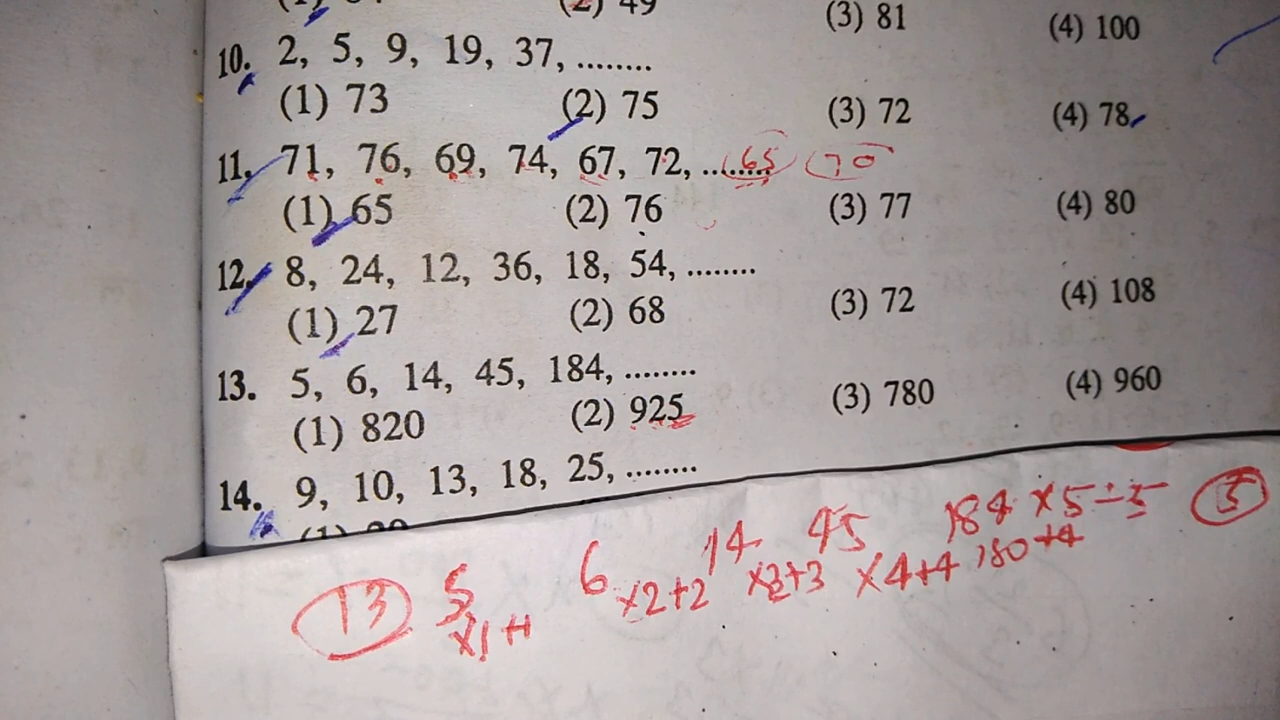 (2) 49 (3) 81 (4) 100
10. 2, 5, 9, 19, 37, ........
(1) 73 (2) 75 (3) 72 (4) 78
11. 71, 76, 69, 74, 67, 72, ........ 65 70
(1) 65 (2) 76 (3) 77 (4) 80
12. 8, 24, 12, 36, 18, 54, ........
(1) 27 (2) 68 (3) 72 (4) 108
13. 5, 6, 14, 45, 184, ........
(1) 820 (2) 925 (3) 780 (4) 960
14. 9, 10, 13, 18, 25, ........
13 5 6 14 45 184 ×5 5
×1+1 ×2+2 ×3+3 ×4+4 180+4